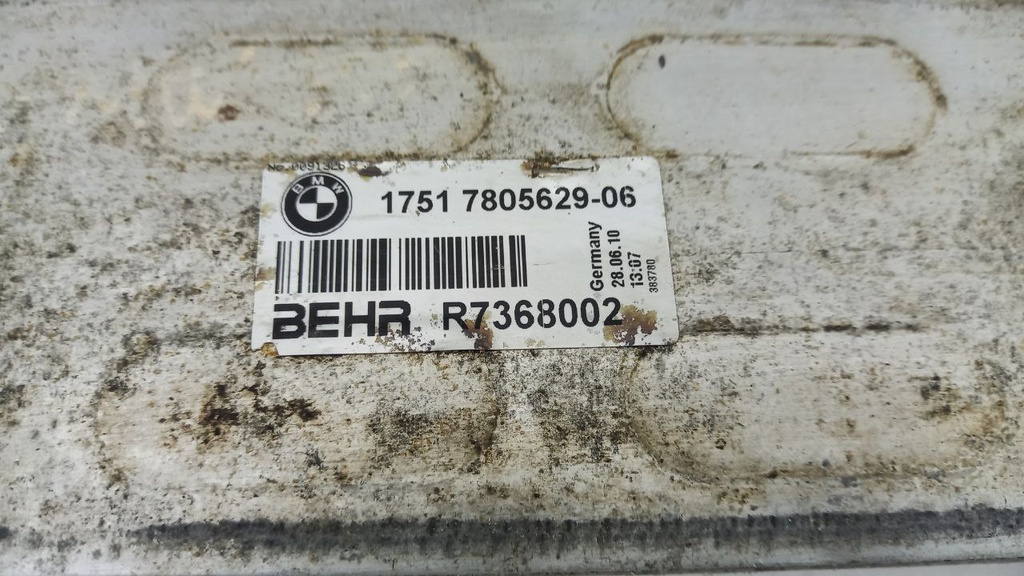 BMW
1751 7805629-06
Germany
28.06.10
13:07
383780
BEHR R7368002